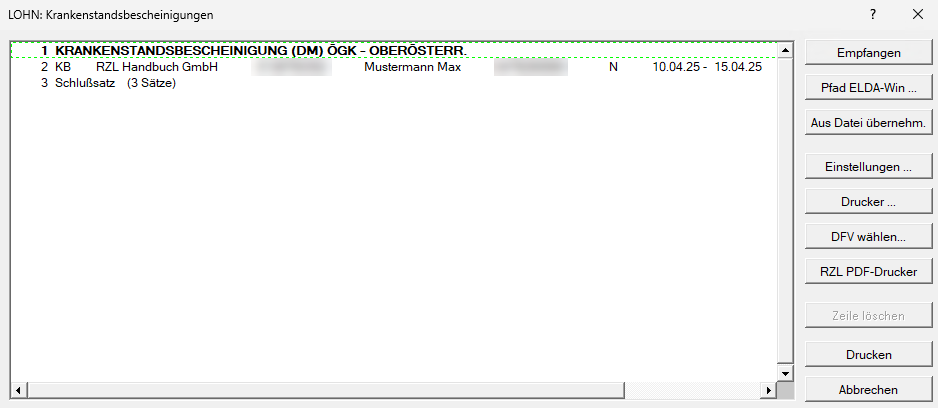 LOHN: Krankenstandsbescheinigungen
?
1 KRANKENSTANDSBESCHEINIGUNG (DM) ÖGK - OBERÖSTERR.
2 KB RZL Handbuch GmbH Mustermann Max N 10.04.25 - 15.04.25
3 Schlußsatz (3 Sätze)
Empfangen
Pfad ELDA-Win ...
Aus Datei übernehm.
Einstellungen ...
Drucker ...
DFV wählen...
RZL PDF-Drucker
Zeile löschen
Drucken
Abbrechen